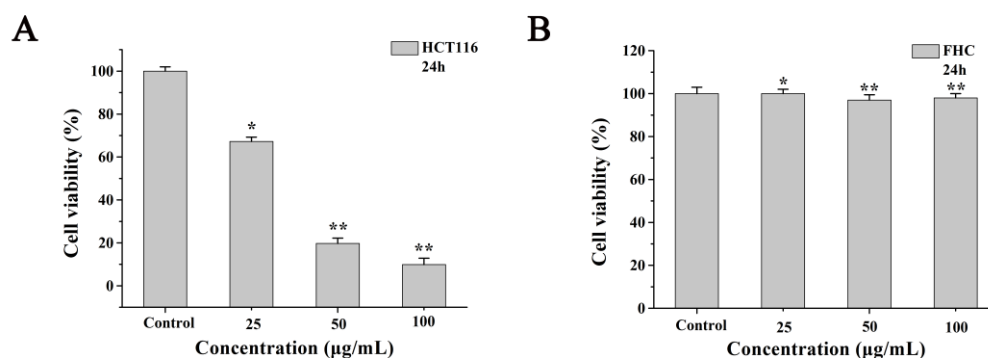 A
HCT116
24h
Cell viability (%)
100
80
60
40
20
0
*
**
**
Control
25
50
100
Concentration (μg/mL)
B
FHC
24h
Cell viability (%)
120
100
80
60
40
20
0
*
**
**
Control
25
50
100
Concentration (μg/mL)